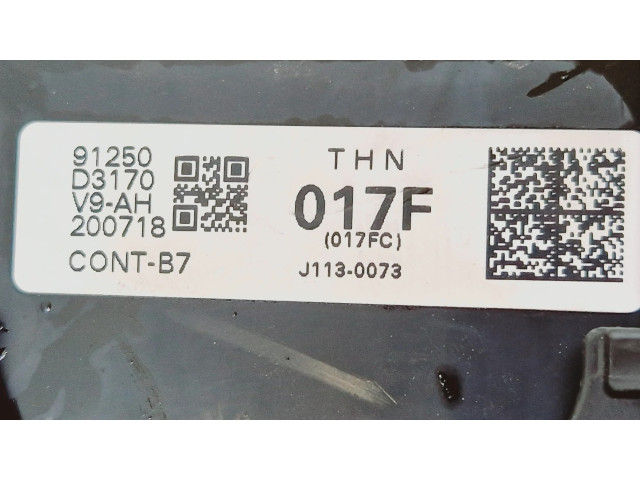 91250
D3170
V9-AH
200718
CONT-B7
THN
017F
(017FC)
J113-0073